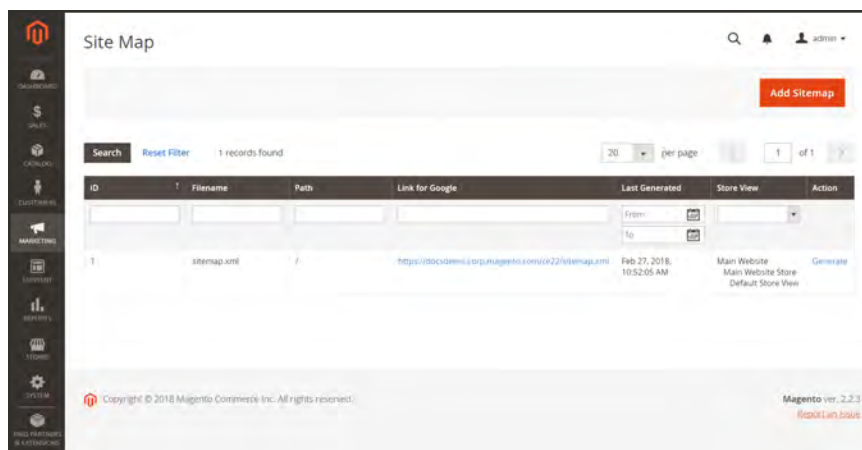 Site Map
admin
DASHBOARD
SALES
CATALOG
CUSTOMERS
MARKETING
CONTENT
REPORTS
STORES
SYSTEM
FIND PARTNERS
& EXTENSIONS
Add Sitemap
Search Reset Filter 1 records found 20 per page 1 of 1
ID ↑ Filename Path Link for Google Last Generated Store View Action
From
To
1 sitemap.xml / https://docsdemo.corp.magento.com/ce22/sitemap.xml Feb 27, 2018, Main Website Generate
10:52:05 AM Main Website Store
Default Store View
Copyright © 2018 Magento Commerce Inc. All rights reserved. Magento ver. 2.2.3
Report an Issue